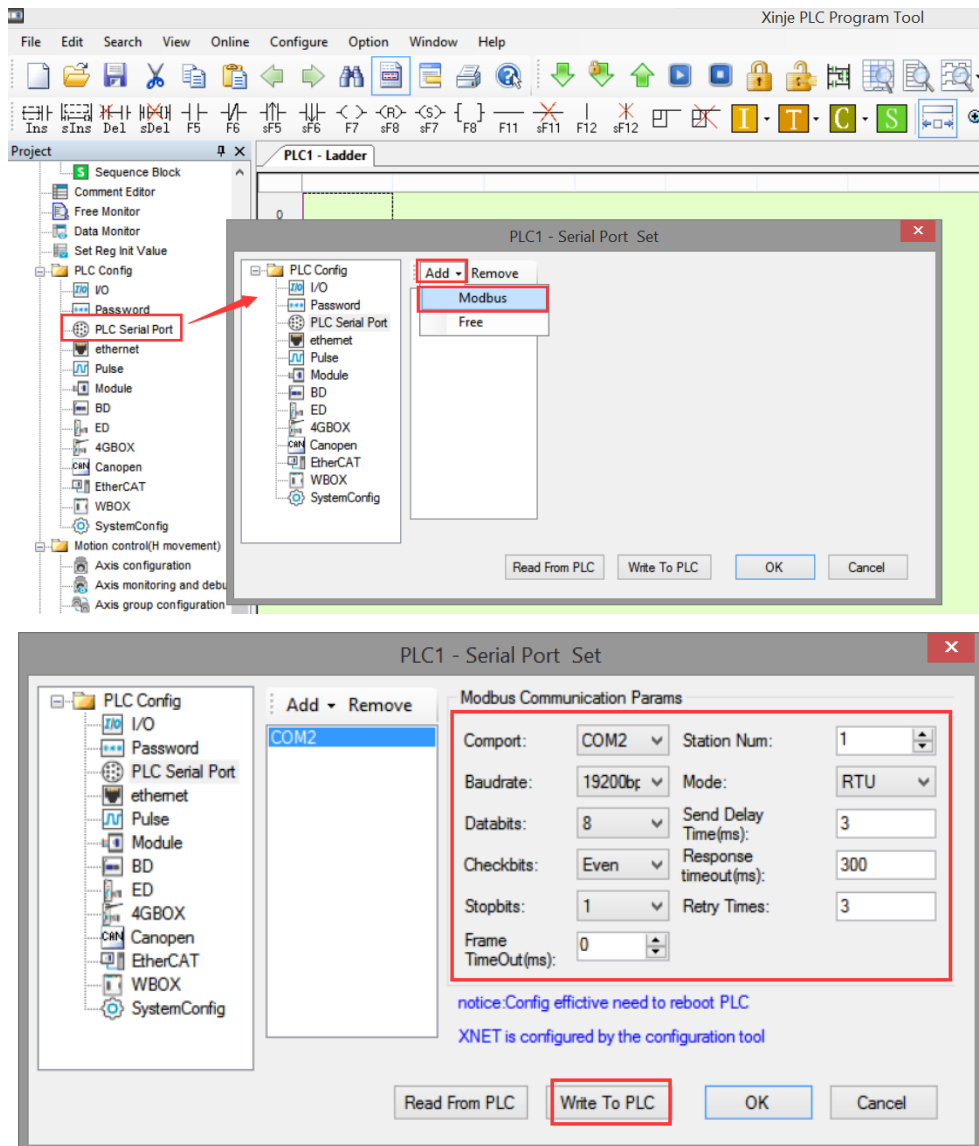 Xinje PLC Program Tool
File Edit Search View Online Configure Option Window Help
Ins sIns Del sDel F5 F6 sF5 sF6 F7 sF8 sF7 F8 F11 sF11 F12 sF12 I T C S
Project
PLC1 - Ladder
S Sequence Block
Comment Editor
Free Monitor
Data Monitor
Set Reg Init Value
PLC Config
I/O I/O
Password
PLC Serial Port
ethernet
Pulse
Module
BD
ED
4GBOX
CAN Canopen
EtherCAT
WBOX
SystemConfig
Motion control(H movement)
Axis configuration
Axis monitoring and debu
Axis group configuration
0
PLC1 - Serial Port Set
PLC Config
I/O I/O
Password
PLC Serial Port
ethernet
Pulse
Module
BD
ED
4GBOX
CAN Canopen
EtherCAT
WBOX
SystemConfig
Add Remove
Modbus
Free
Read From PLC Write To PLC OK Cancel
PLC1 - Serial Port Set
PLC Config
I/O I/O
Password
PLC Serial Port
ethernet
Pulse
Module
BD
ED
4GBOX
CAN Canopen
EtherCAT
WBOX
SystemConfig
Add Remove
COM2
Modbus Communication Params
Comport: COM2 Station Num: 1
Baudrate: 19200bp Mode: RTU
Databits: 8 Send Delay
Time(ms): 3
Checkbits: Even Response
timeout(ms): 300
Stopbits: 1 Retry Times: 3
Frame
TimeOut(ms): 0
notice:Config effictive need to reboot PLC
XNET is configured by the configuration tool
Read From PLC Write To PLC OK Cancel